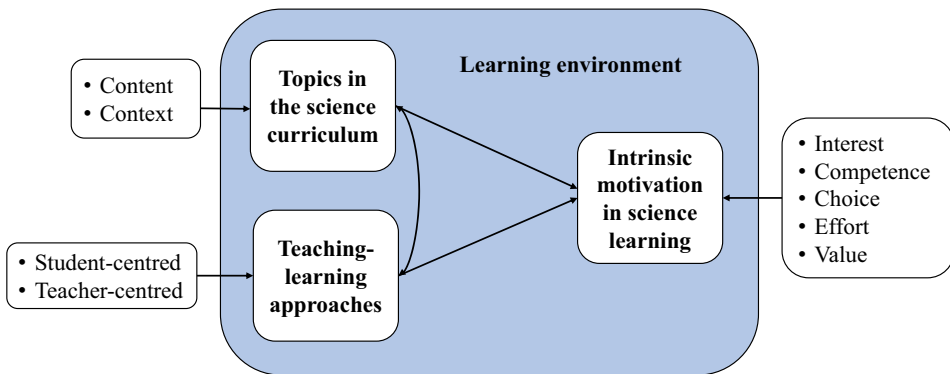 Learning environment
• Content
• Context
Topics in
the science
curriculum
Intrinsic
motivation
in science
learning
• Interest
• Competence
• Choice
• Effort
• Value
• Student-centred
• Teacher-centred
Teaching-
learning
approaches